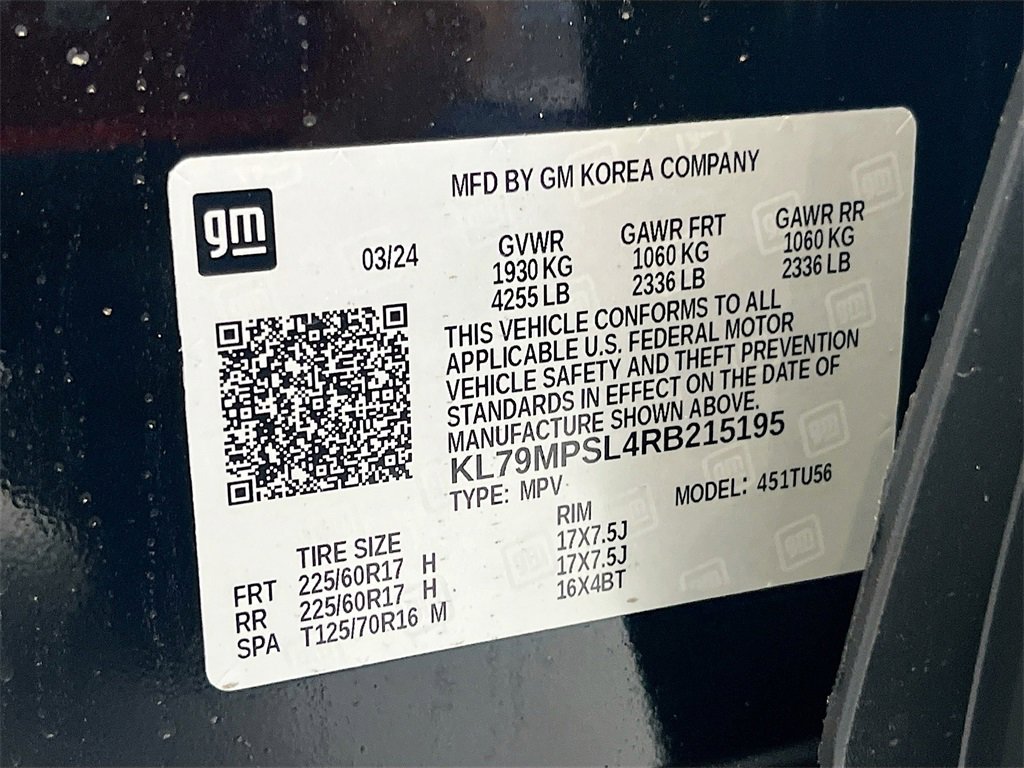 gm
MFD BY GM KOREA COMPANY
03/24
GVWR GAWR FRT GAWR RR
1930 KG 1060 KG 1060 KG
4255 LB 2336 LB 2336 LB
THIS VEHICLE CONFORMS TO ALL
APPLICABLE U.S. FEDERAL MOTOR
VEHICLE SAFETY AND THEFT PREVENTION
STANDARDS IN EFFECT ON THE DATE OF
MANUFACTURE SHOWN ABOVE.
KL79MPSL4RB215195
TYPE: MPV MODEL: 451TU56
TIRE SIZE RIM
FRT 225/60R17 H 17X7.5J
RR 225/60R17 H 17X7.5J
SPA T125/70R16 M 16X4BT